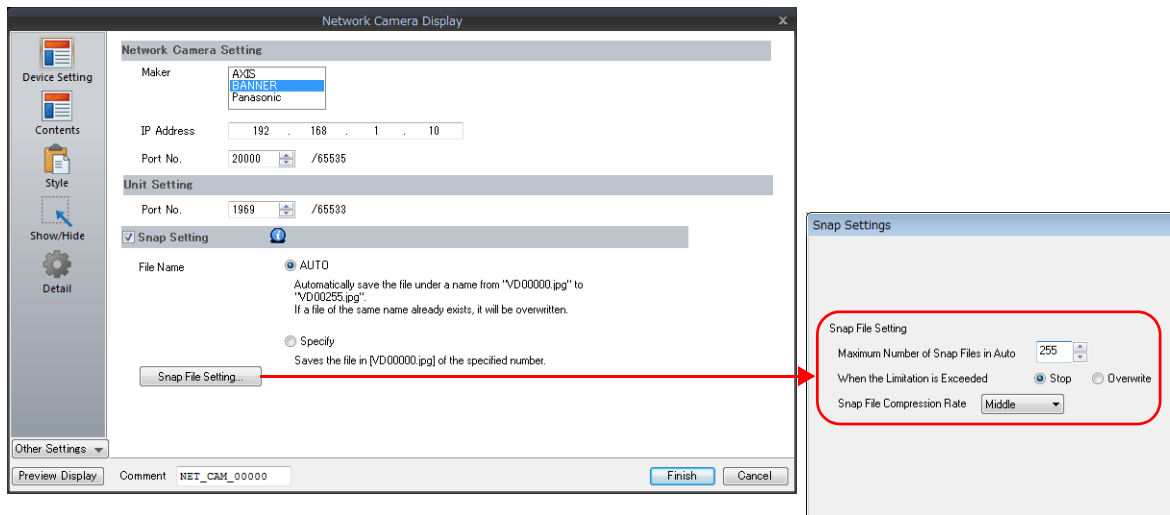 Network Camera Display
x
Device Setting
Contents
Style
Show/Hide
Detail
Other Settings
Network Camera Setting
Maker
AXIS
BANNER
Panasonic
IP Address 192 . 168 . 1 . 10
Port No. 20000 /65535
Unit Setting
Port No. 1969 /65533
Snap Setting
File Name
AUTO
Automatically save the file under a name from "VD00000.jpg" to
"VD00255.jpg".
If a file of the same name already exists, it will be overwritten.
Specify
Saves the file in [VD00000.jpg] of the specified number.
Snap File Setting...
Preview Display
Comment NET_CAM_00000
Finish
Cancel
Snap Settings
Snap File Setting
Maximum Number of Snap Files in Auto 255
When the Limitation is Exceeded Stop Overwrite
Snap File Compression Rate Middle